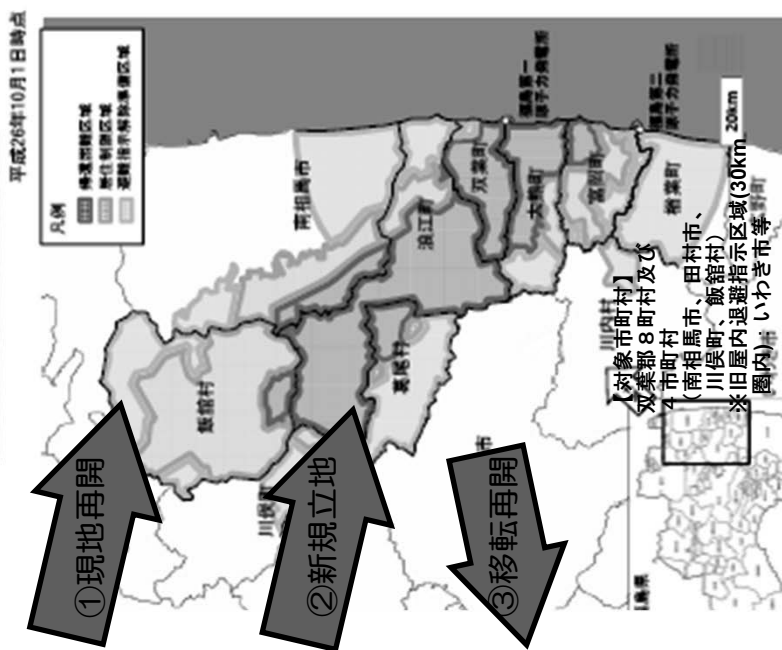 平成26年10月1日時点
凡例
帰還困難区域
居住制限区域
避難指示解除準備区域
南相馬市
飯舘村
川俣町
浪江町
葛尾村
双葉町
大熊町
富岡町
楢葉町
川内村
福島第一
原子力発電所
福島第二
原子力発電所
20km
①現地再開
②新規立地
③移転再開
市
【対象市町村】
双葉郡8町村及び
4市町村
(南相馬市、田村市、
川俣町、飯舘村)
※旧屋内退避指示区域(30km
圏内):いわき市等
野町
島県